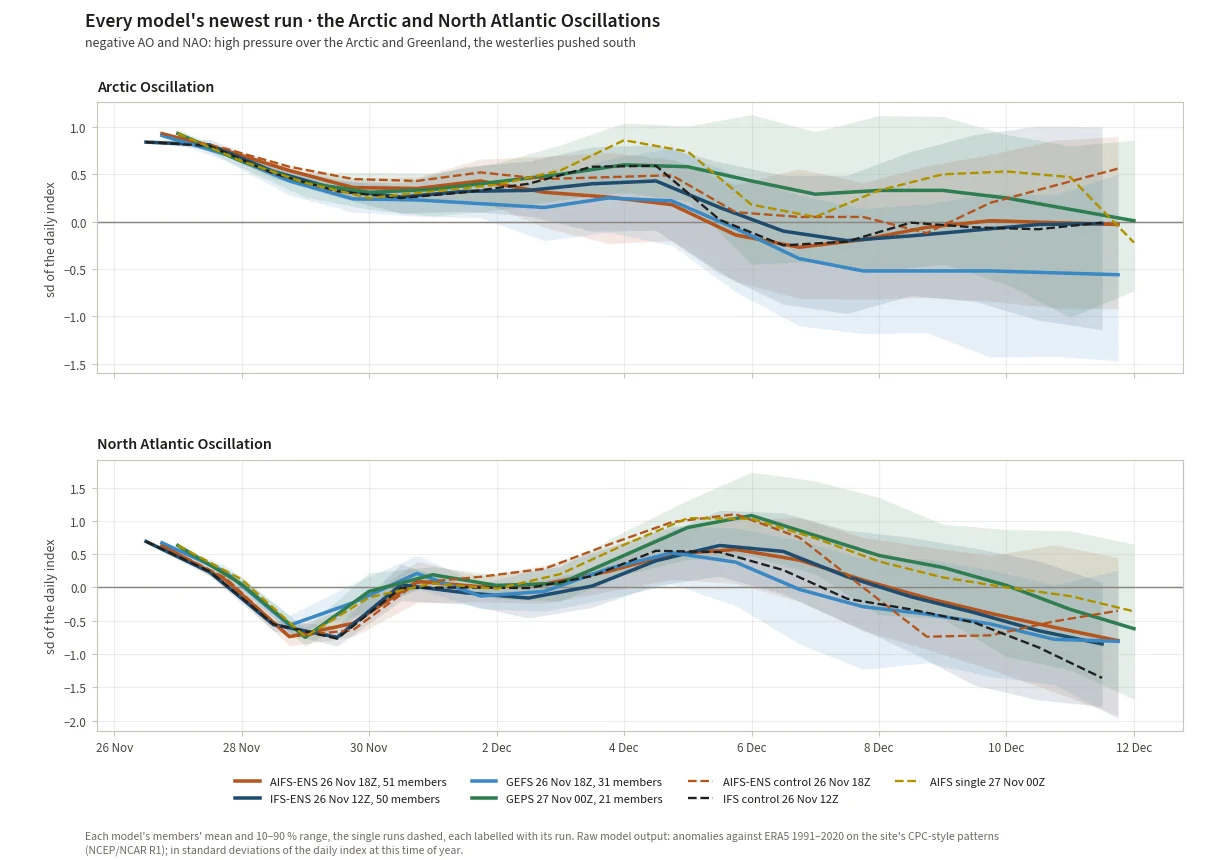 Every model's newest run · the Arctic and North Atlantic Oscillations
negative AO and NAO: high pressure over the Arctic and Greenland, the westerlies pushed south
Arctic Oscillation
sd of the daily index
1.0
0.5
0.0
−0.5
−1.0
−1.5
North Atlantic Oscillation
sd of the daily index
1.5
1.0
0.5
0.0
−0.5
−1.0
−1.5
−2.0
26 Nov 28 Nov 30 Nov 2 Dec 4 Dec 6 Dec 8 Dec 10 Dec 12 Dec
AIFS-ENS 26 Nov 18Z, 51 members GEFS 26 Nov 18Z, 31 members AIFS-ENS control 26 Nov 18Z AIFS single 27 Nov 00Z
IFS-ENS 26 Nov 12Z, 50 members GEPS 27 Nov 00Z, 21 members IFS control 26 Nov 12Z
Each model's members' mean and 10–90 % range, the single runs dashed, each labelled with its run. Raw model output: anomalies against ERA5 1991–2020 on the site's CPC-style patterns
(NCEP/NCAR R1); in standard deviations of the daily index at this time of year.